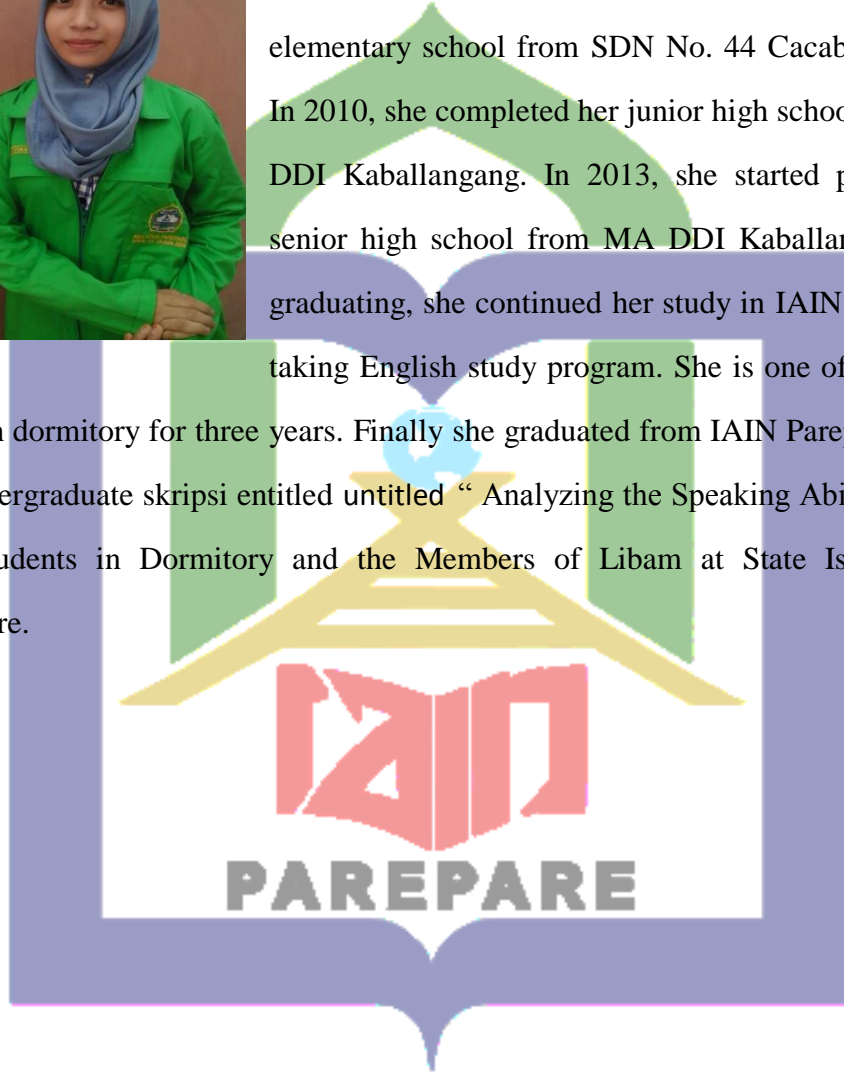 elementary school from SDN No. 44 Cacab
In 2010, she completed her junior high schoo
DDI Kaballangang. In 2013, she started p
senior high school from MA DDI Kaballan
graduating, she continued her study in IAIN
taking English study program. She is one of
n dormitory for three years. Finally she graduated from IAIN Parep
ergraduate skripsi entitled untitled “ Analyzing the Speaking Abi
udents in Dormitory and the Members of Libam at State Is
re.
iain
PAREPARE